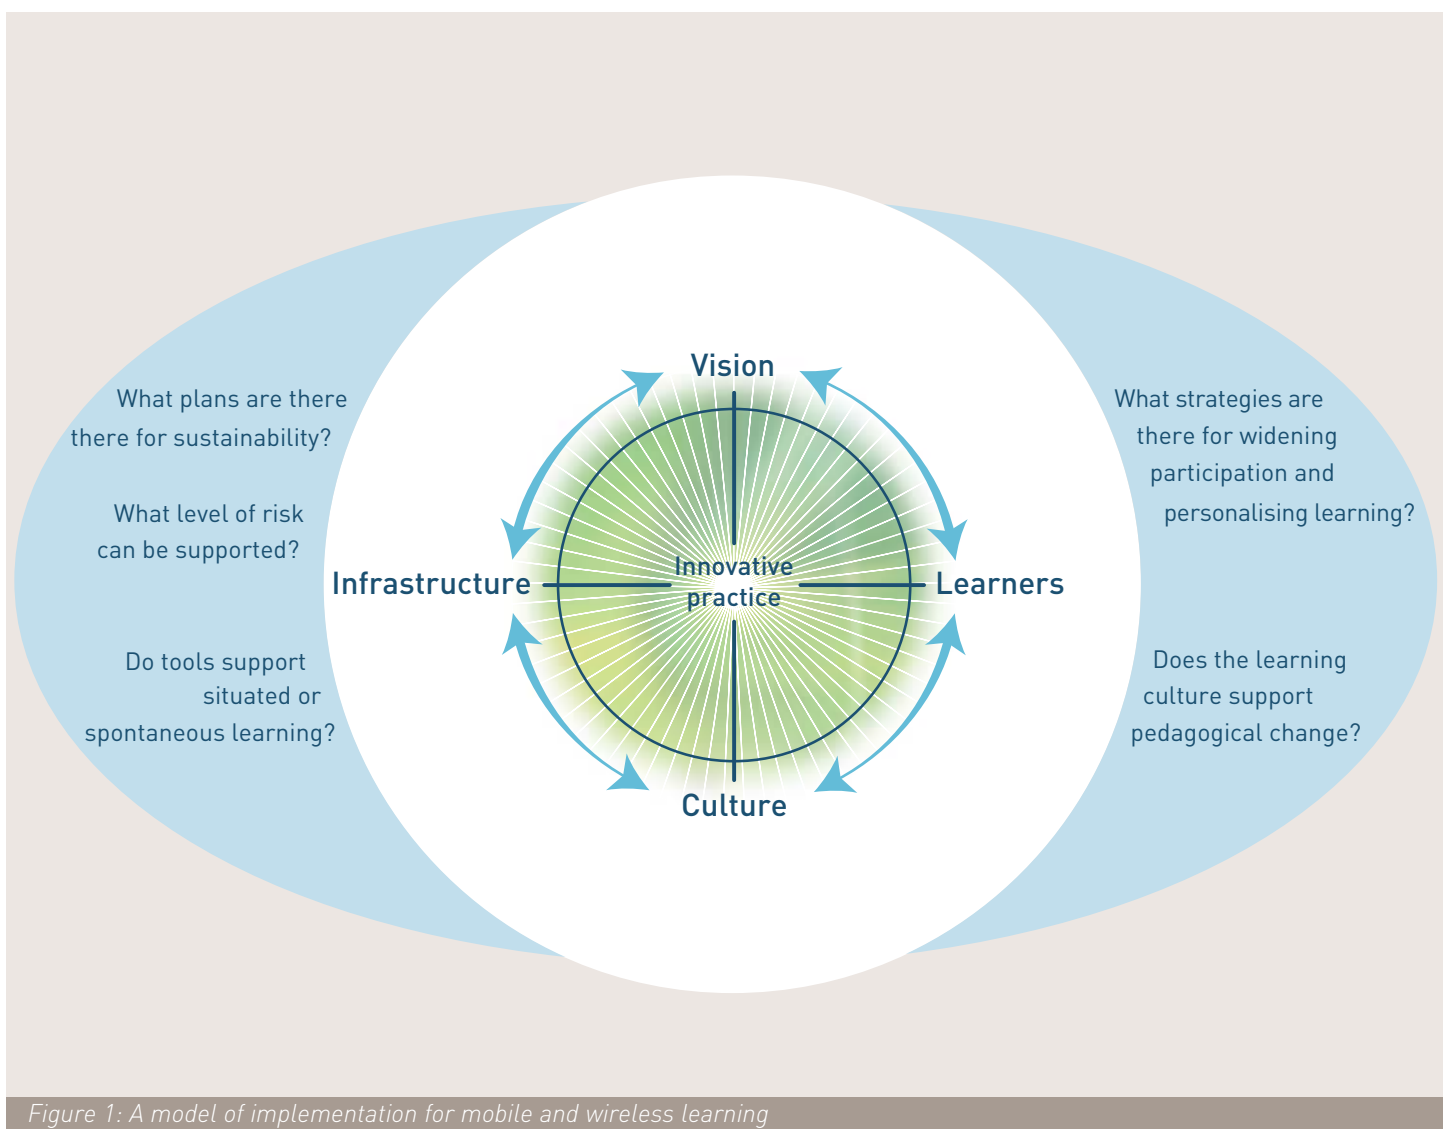 Vision
What plans are there
there for sustainability?
What level of risk
can be supported?
Infrastructure
Do tools support
situated or
spontaneous learning?
Innovative
practice
Learners
What strategies are
there for widening
participation and
personalising learning?
Does the learning
culture support
pedagogical change?
Culture
Figure 1: A model of implementation for mobile and wireless learning